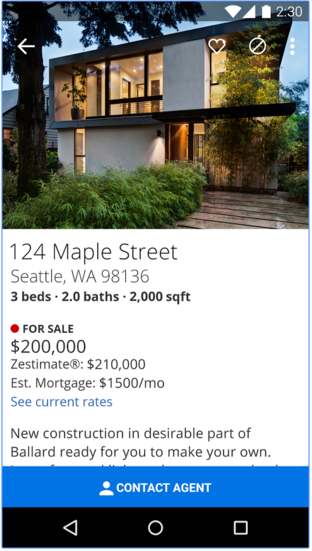 2:30
124 Maple Street
Seattle, WA 98136
3 beds · 2.0 baths · 2,000 sqft
FOR SALE
$200,000
Zestimate®: $210,000
Est. Mortgage: $1500/mo
See current rates
New construction in desirable part of
Ballard ready for you to make your own.
CONTACT AGENT